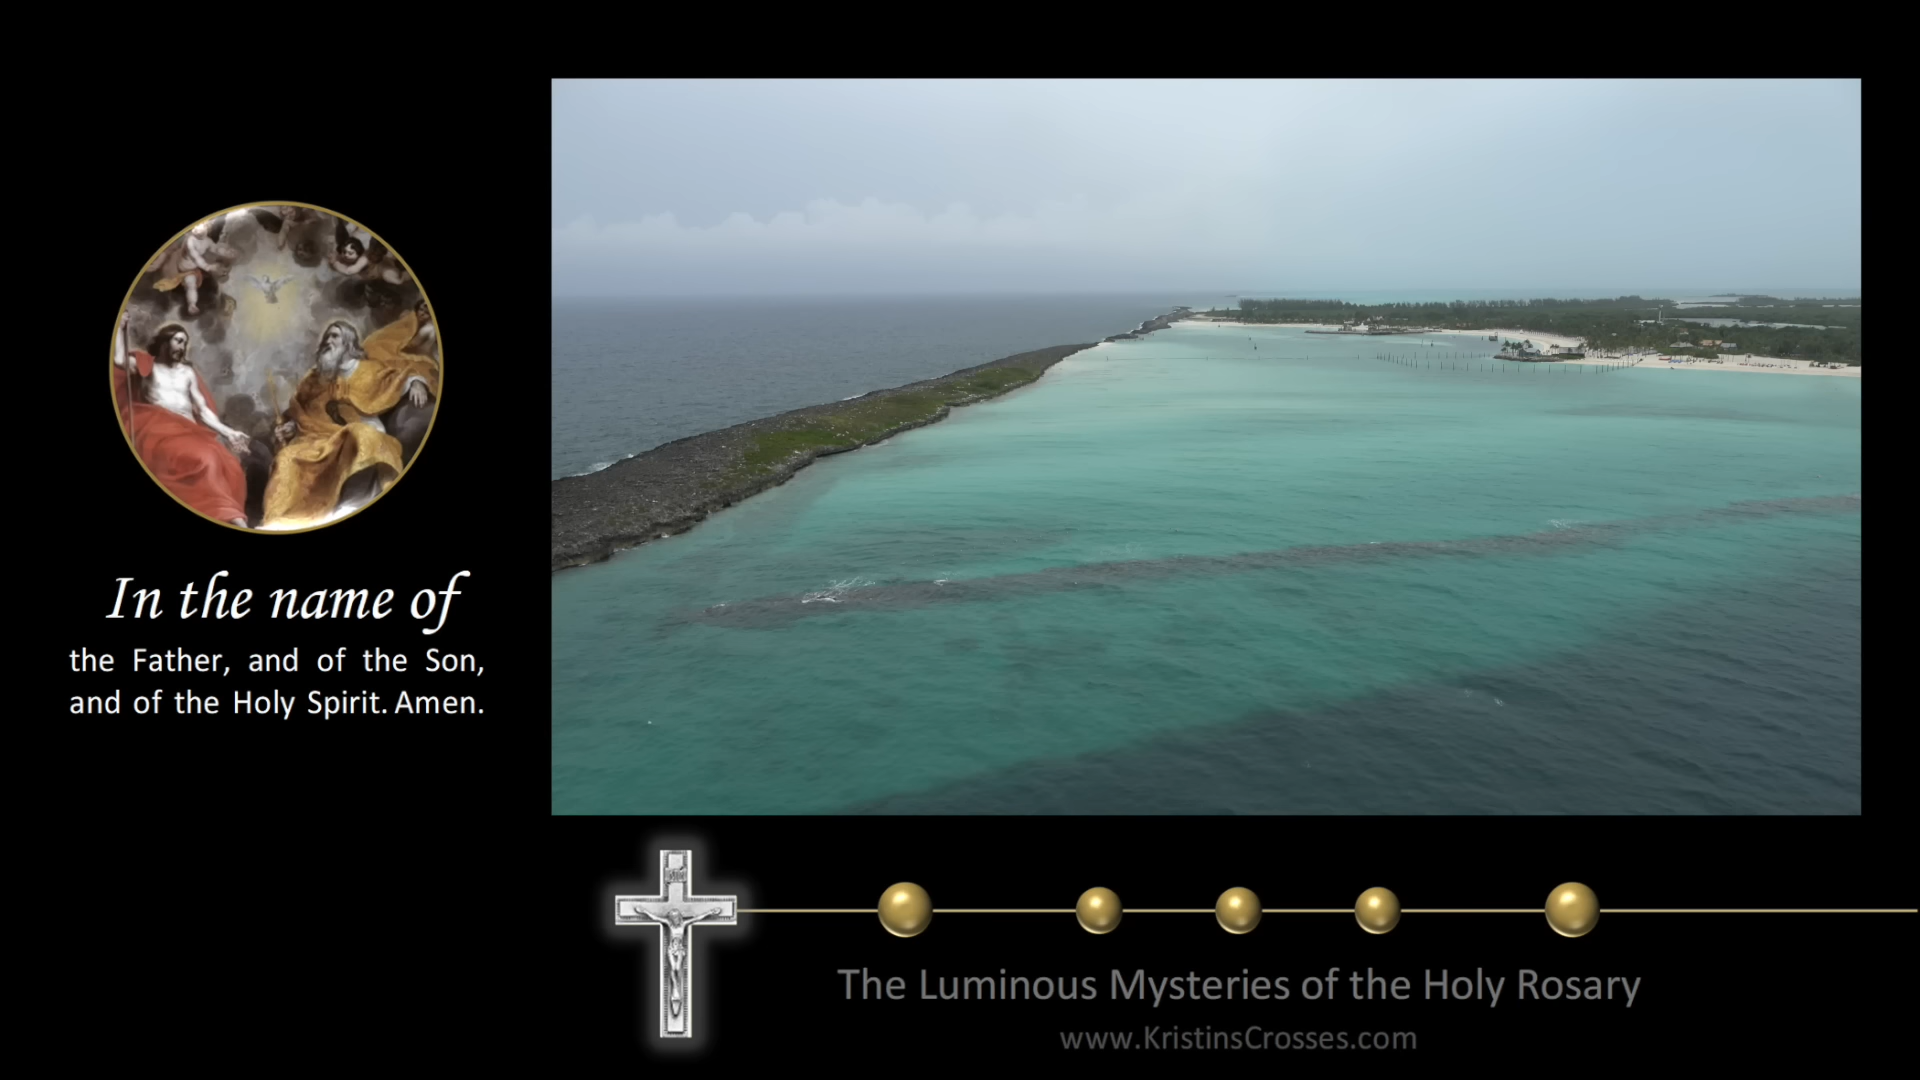 In the name of
the Father, and of the Son,
and of the Holy Spirit. Amen.
The Luminous Mysteries of the Holy Rosary
www.KristinsCrosses.com